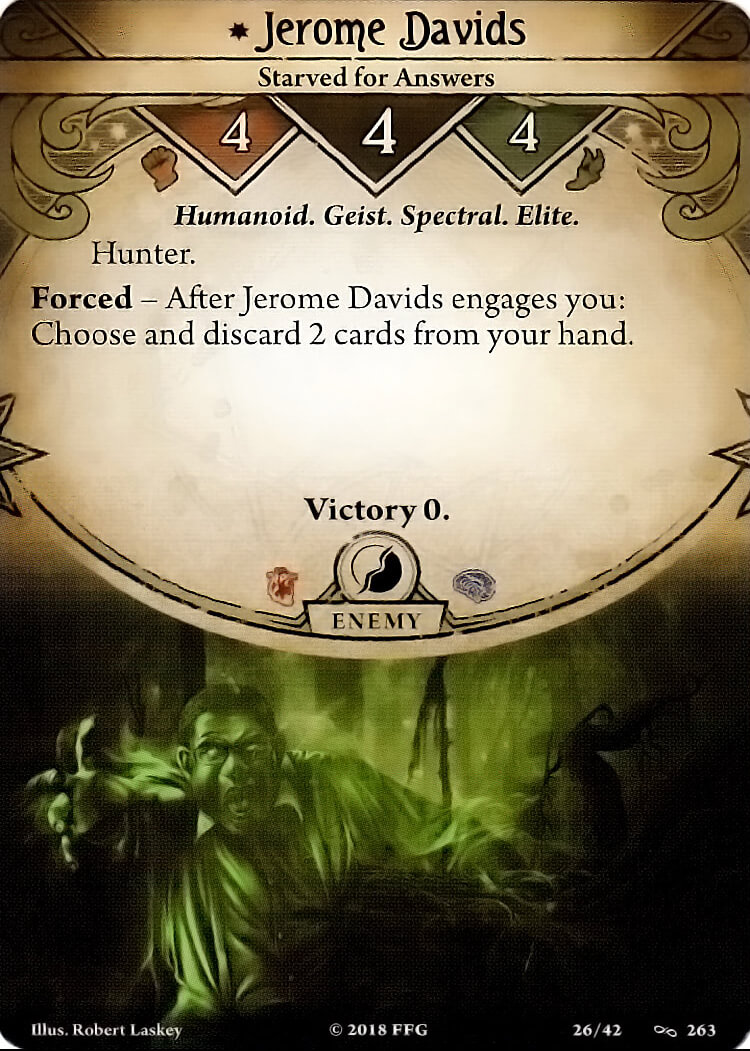 Jerome Davids
Starved for Answers
4 4 4
Humanoid. Geist. Spectral. Elite.
Hunter.
Forced – After Jerome Davids engages you:
Choose and discard 2 cards from your hand.
Victory 0.
ENEMY
Illus. Robert Laskey © 2018 FFG 26/42 263